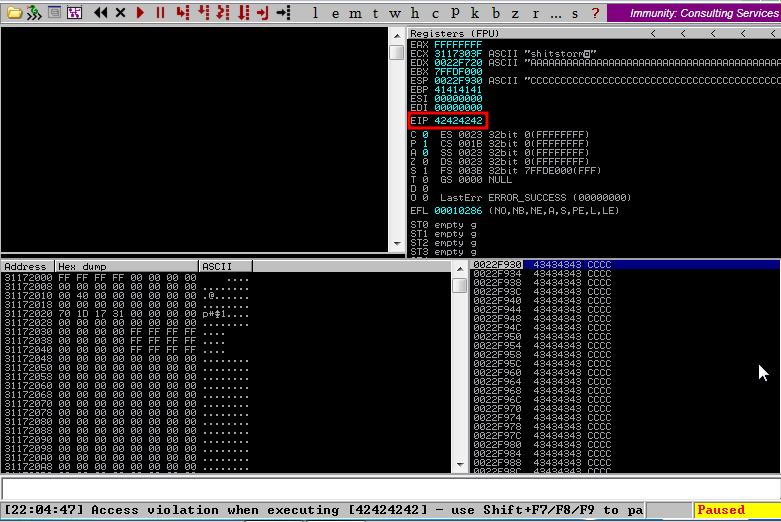 l e m t w h c p k b z r ... s ?
Immunity: Consulting Services
Registers (FPU) < < < < <
EAX FFFFFFFF
ECX 3117303F ASCII "shitstorm"
EDX 0022F720 ASCII "AAAAAAAAAAAAAAAAAAAAAAAAAAAAAAAAAAAAAAAAA
EBX 7FFDF000
ESP 0022F930 ASCII "CCCCCCCCCCCCCCCCCCCCCCCCCCCCCCCCCCCCCCCCC
EBP 41414141
ESI 00000000
EDI 00000000
EIP 42424242
C 0 ES 0023 32bit 0(FFFFFFFF)
P 1 CS 001B 32bit 0(FFFFFFFF)
A 0 SS 0023 32bit 0(FFFFFFFF)
Z 0 DS 0023 32bit 0(FFFFFFFF)
S 1 FS 003B 32bit 7FFDE000(FFF)
T 0 GS 0000 NULL
D 0
O 0 LastErr ERROR_SUCCESS (00000000)
EFL 00010286 (NO,NB,NE,A,S,PE,L,LE)
ST0 empty g
ST1 empty g
ST2 empty g
ST3 empty g
Address Hex dump ASCII
31172000 FF FF FF FF 00 00 00 00 ....
31172008 00 00 00 00 00 00 00 00 ........
31172010 00 40 00 00 00 00 00 00 .@......
31172018 00 00 00 00 00 00 00 00 ........
31172020 70 1D 17 31 00 00 00 00
31172028 00 00 00 00 00 00 00 00 ........
31172030 00 00 00 00 FF FF FF FF ....
31172038 00 00 00 00 FF FF FF FF ....
31172040 00 00 00 00 FF FF FF FF ....
31172048 00 00 00 00 00 00 00 00 ........
31172050 00 00 00 00 00 00 00 00 ........
31172058 00 00 00 00 00 00 00 00 ........
31172060 00 00 00 00 00 00 00 00 ........
31172068 00 00 00 00 00 00 00 00 ........
31172070 00 00 00 00 00 00 00 00 ........
31172078 00 00 00 00 00 00 00 00 ........
31172080 00 00 00 00 00 00 00 00 ........
31172088 00 00 00 00 00 00 00 00 ........
31172090 00 00 00 00 00 00 00 00 ........
31172098 00 00 00 00 00 00 00 00 ........
311720A0 00 00 00 00 00 00 00 00 ........
311720A8 00 00 00 00 00 00 00 00 ........
0022F930 43434343 CCCC
0022F934 43434343 CCCC
0022F938 43434343 CCCC
0022F93C 43434343 CCCC
0022F940 43434343 CCCC
0022F944 43434343 CCCC
0022F948 43434343 CCCC
0022F94C 43434343 CCCC
0022F950 43434343 CCCC
0022F954 43434343 CCCC
0022F958 43434343 CCCC
0022F95C 43434343 CCCC
0022F960 43434343 CCCC
0022F964 43434343 CCCC
0022F968 43434343 CCCC
0022F96C 43434343 CCCC
0022F970 43434343 CCCC
0022F974 43434343 CCCC
0022F978 43434343 CCCC
0022F97C 43434343 CCCC
0022F980 43434343 CCCC
0022F984 43434343 CCCC
0022F988 43434343 CCCC
0022F98C 43434343 CCCC
[22:04:47] Access violation when executing [42424242] - use Shift+F7/F8/F9 to pa
Paused